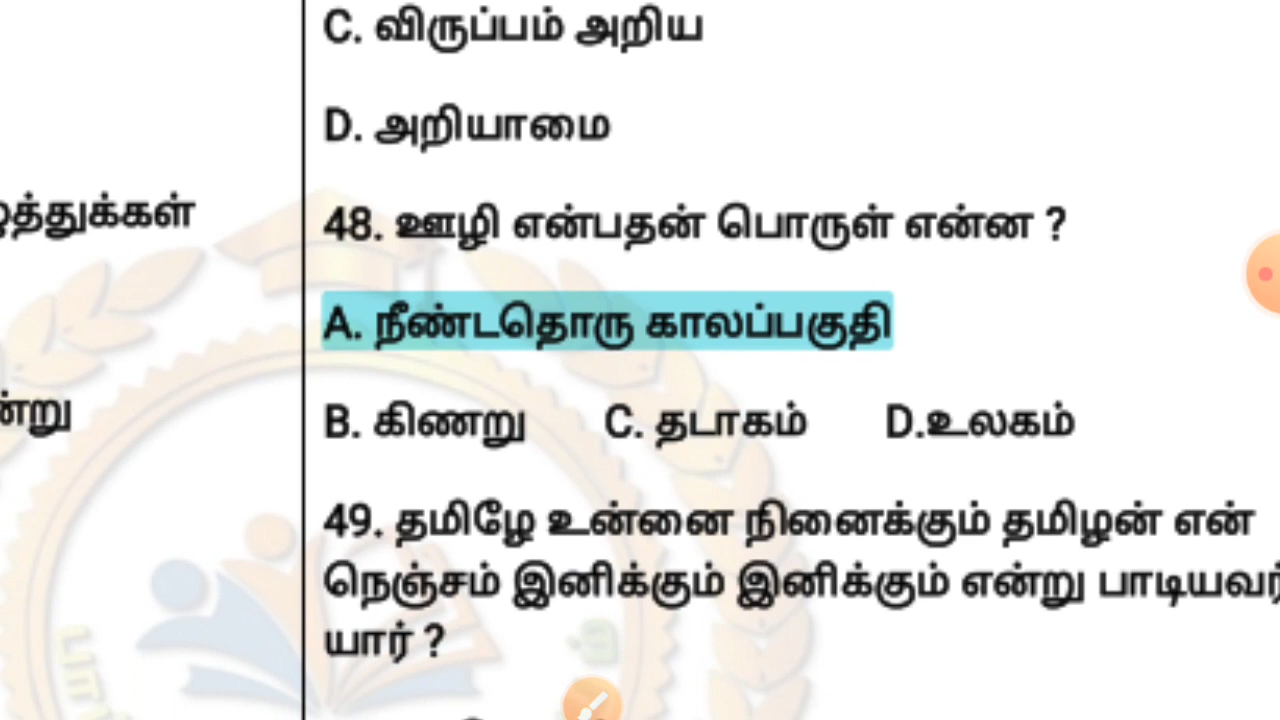 C. விருப்பம் அறிய
D. அறியாமை
ழுத்துக்கள்
48. ஊழி என்பதன் பொருள் என்ன ?
A. நீண்டதொரு காலப்பகுதி
ன்று
B. கிணறு C. தடாகம் D.உலகம்
49. தமிழே உன்னை நினைக்கும் தமிழன் என்
நெஞ்சம் இனிக்கும் இனிக்கும் என்று பாடியவர்
யார் ?